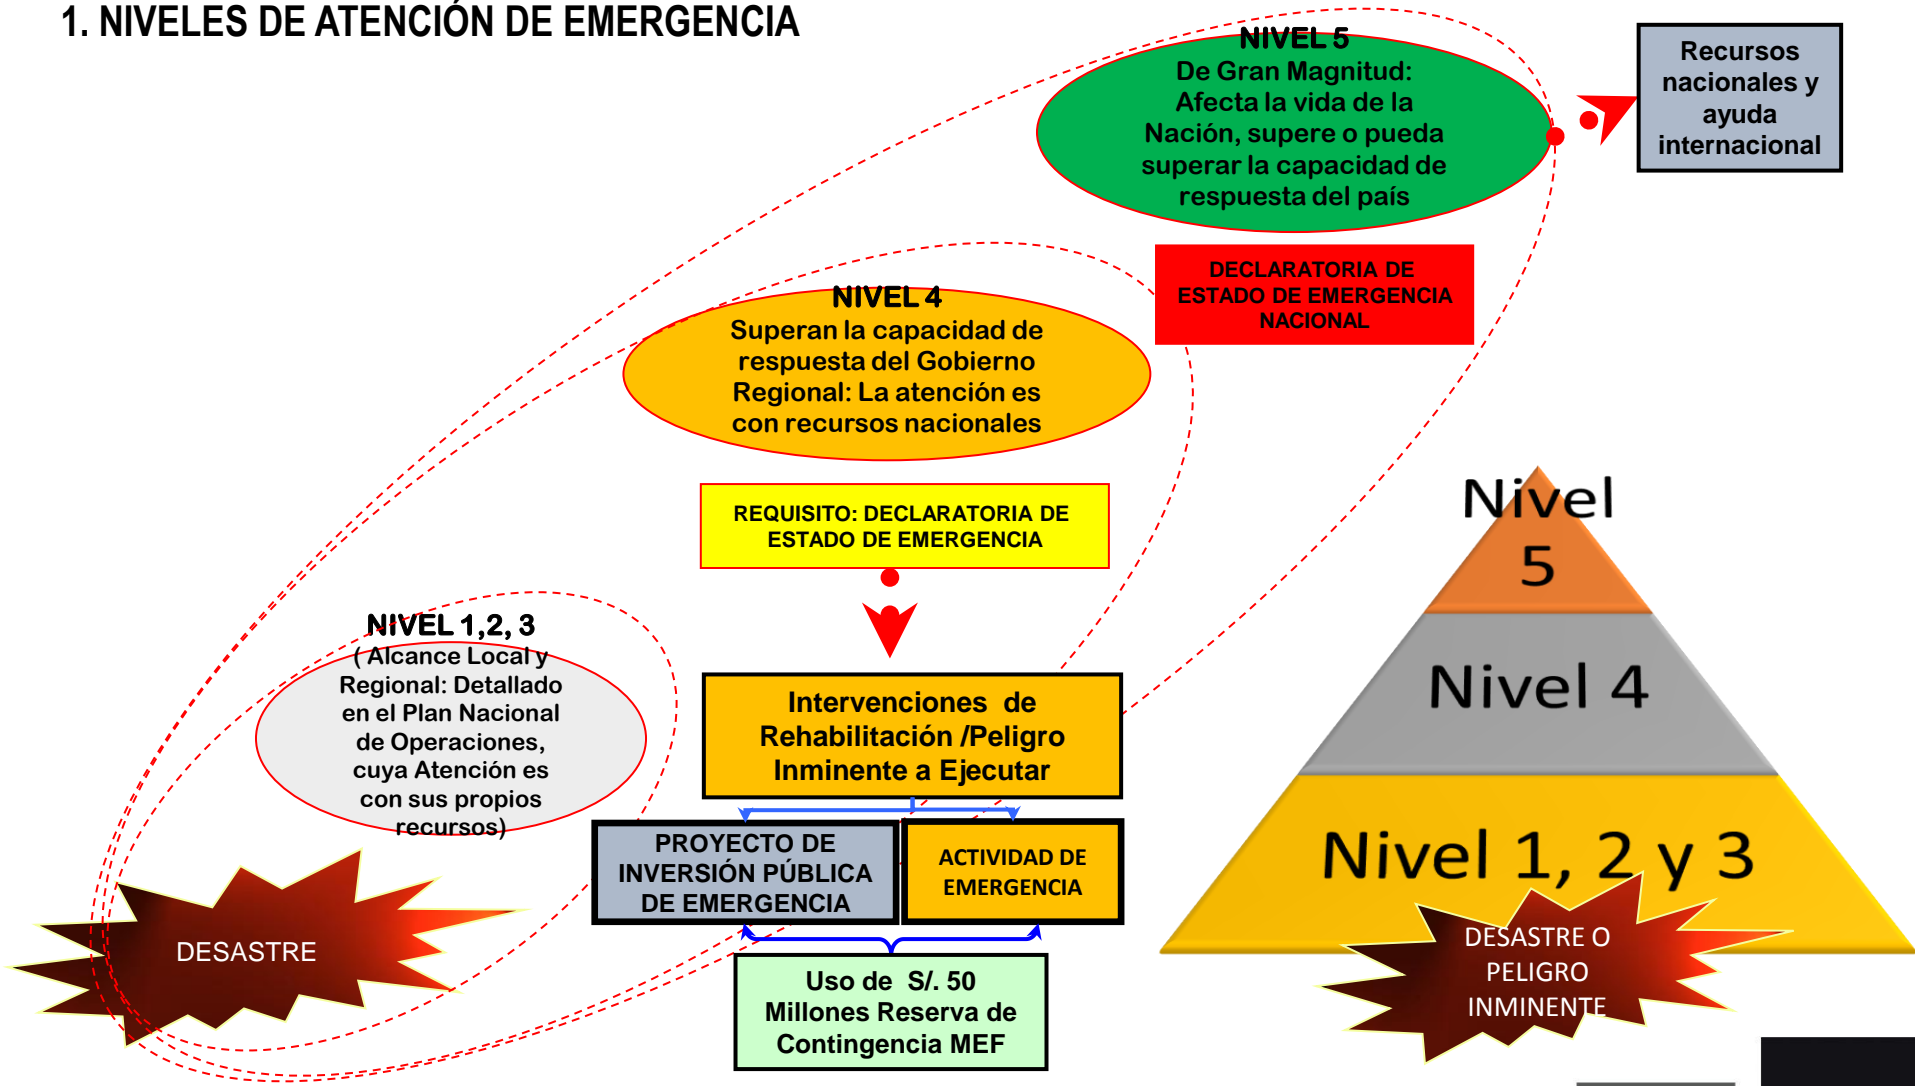 1. NIVELES DE ATENCIÓN DE EMERGENCIA
NIVEL 5
De Gran Magnitud:
Afecta la vida de la
Nación, supere o pueda
superar la capacidad de
respuesta del país
Recursos
nacionales y
ayuda
internacional
DECLARATORIA DE
ESTADO DE EMERGENCIA
NACIONAL
NIVEL 4
Superan la capacidad de
respuesta del Gobierno
Regional: La atención es
con recursos nacionales
REQUISITO: DECLARATORIA DE
ESTADO DE EMERGENCIA
NIVEL 1,2, 3
( Alcance Local y
Regional: Detallado
en el Plan Nacional
de Operaciones,
cuya Atención es
con sus propios
recursos)
Intervenciones de
Rehabilitación /Peligro
Inminente a Ejecutar
PROYECTO DE
INVERSIÓN PÚBLICA
DE EMERGENCIA
ACTIVIDAD DE
EMERGENCIA
Uso de S/. 50
Millones Reserva de
Contingencia MEF
DESASTRE
Nivel
5
Nivel 4
Nivel 1, 2 y 3
DESASTRE O
PELIGRO
INMINENTE